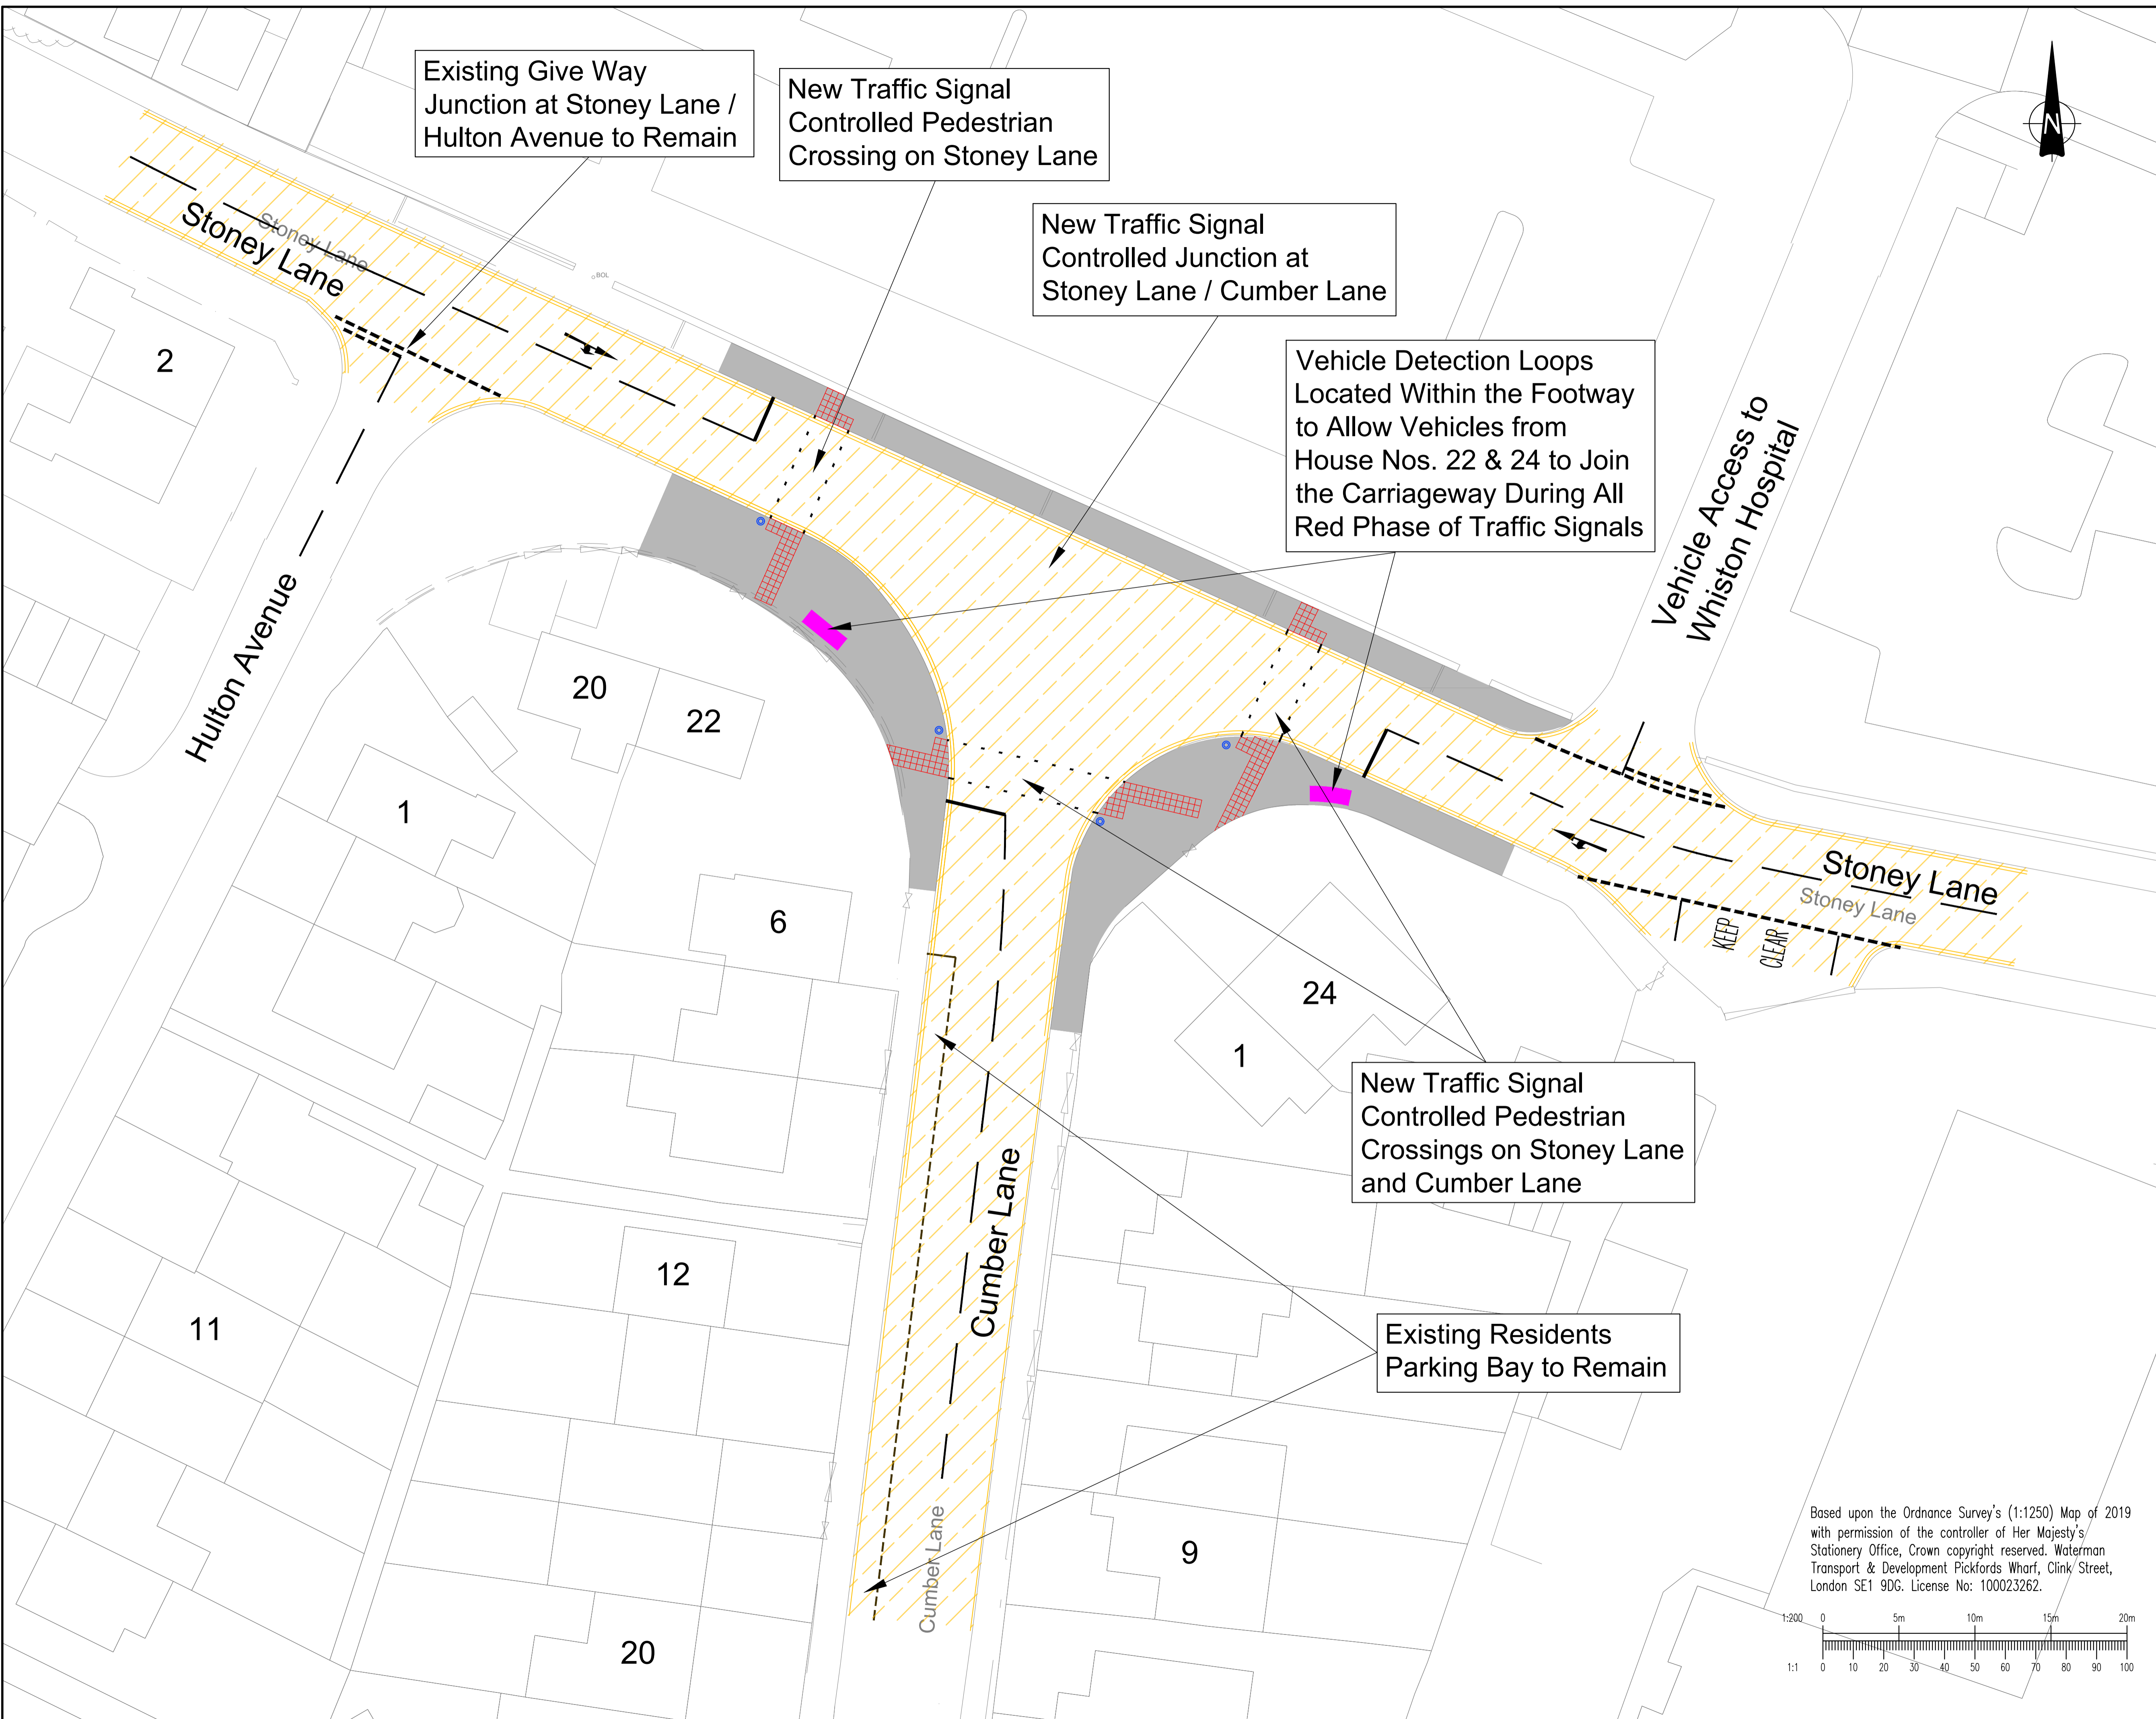 Existing Give Way
Junction at Stoney Lane /
Hulton Avenue to Remain
New Traffic Signal
Controlled Pedestrian
Crossing on Stoney Lane
N
New Traffic Signal
Controlled Junction at
Stoney Lane / Cumber Lane
Stoney Lane
Stoney Lane
BOL
Vehicle Detection Loops
Located Within the Footway
to Allow Vehicles from
House Nos. 22 & 24 to Join
the Carriageway During All
Red Phase of Traffic Signals
Vehicle Access to
Whiston Hospital
2
Hulton Avenue
20
22
1
6
Stoney Lane
Stoney Lane
KEEP
CLEAR
24
1
New Traffic Signal
Controlled Pedestrian
Crossings on Stoney Lane
and Cumber Lane
Cumber Lane
12
11
Existing Residents
Parking Bay to Remain
Cumber Lane
9
20
Based upon the Ordnance Survey's (1:1250) Map of 2019
with permission of the controller of Her Majesty's
Stationery Office, Crown copyright reserved. Waterman
Transport & Development Pickfords Wharf, Clink Street,
London SE1 9DG. License No: 100023262.
1:200 0 5m 10m 15m 20m
1:1 0 10 20 30 40 50 60 70 80 90 100